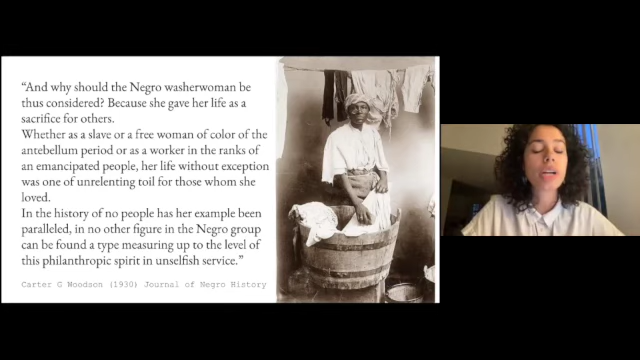 “And why should the Negro washerwoman be
thus considered? Because she gave her life as a
sacrifice for others.
Whether as a slave or a free woman of color of the
antebellum period or as a worker in the ranks of
an emancipated people, her life without exception
was one of unrelenting toil for those whom she
loved.
In the history of no people has her example been
paralleled, in no other figure in the Negro group
can be found a type measuring up to the level of
this philanthropic spirit in unselfish service.”
Carter G Woodson (1930) Journal of Negro History